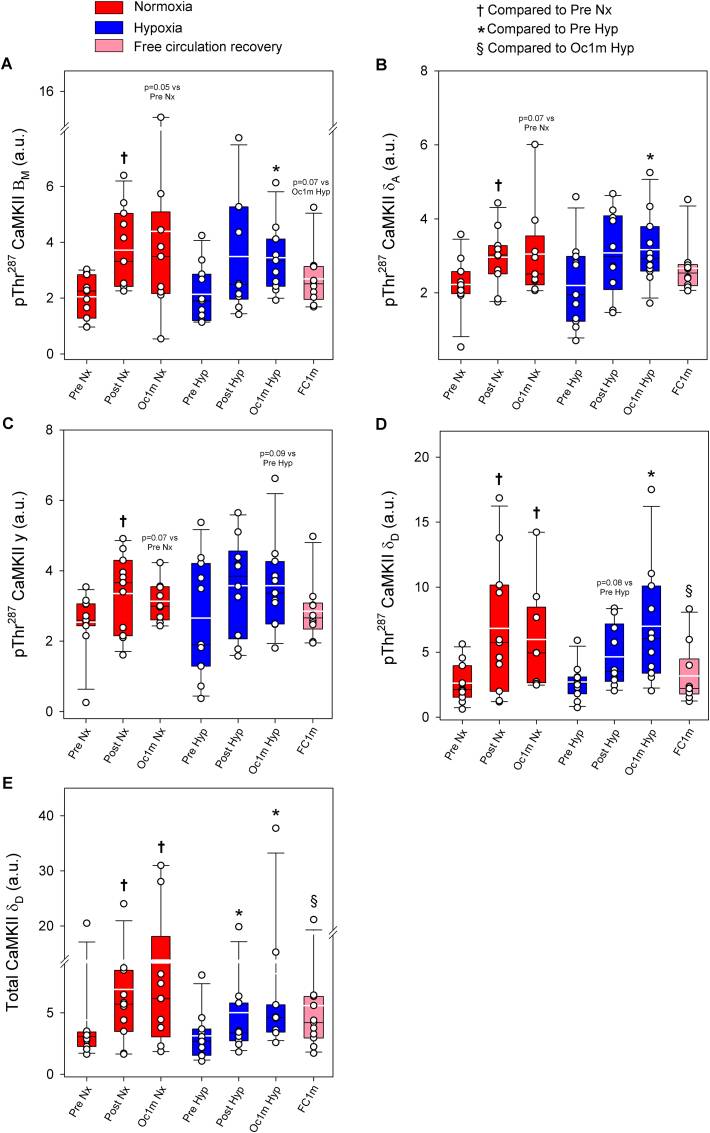 Normoxia
Hypoxia
Free circulation recovery
† Compared to Pre Nx
* Compared to Pre Hyp
§ Compared to Oc1m Hyp
A
pThr287 CaMKII BM (a.u.)
16
6
4
2
0
†
p=0.05 vs
Pre Nx
*
p=0.07 vs
Oc1m Hyp
Pre Nx
Post Nx
Oc1m Nx
Pre Hyp
Post Hyp
Oc1m Hyp
FC1m
B
pThr287 CaMKII δA (a.u.)
8
6
4
2
0
†
p=0.07 vs
Pre Nx
*
Pre Nx
Post Nx
Oc1m Nx
Pre Hyp
Post Hyp
Oc1m Hyp
FC1m
C
pThr287 CaMKII y (a.u.)
8
6
4
2
0
†
p=0.07 vs
Pre Nx
p=0.09 vs
Pre Hyp
Pre Nx
Post Nx
Oc1m Nx
Pre Hyp
Post Hyp
Oc1m Hyp
FC1m
D
pThr287 CaMKII δD (a.u.)
20
15
10
5
0
†
†
p=0.08 vs
Pre Hyp
*
§
Pre Nx
Post Nx
Oc1m Nx
Pre Hyp
Post Hyp
Oc1m Hyp
FC1m
E
Total CaMKII δD (a.u.)
40
30
20
5
0
†
†
*
*
§
Pre Nx
Post Nx
Oc1m Nx
Pre Hyp
Post Hyp
Oc1m Hyp
FC1m